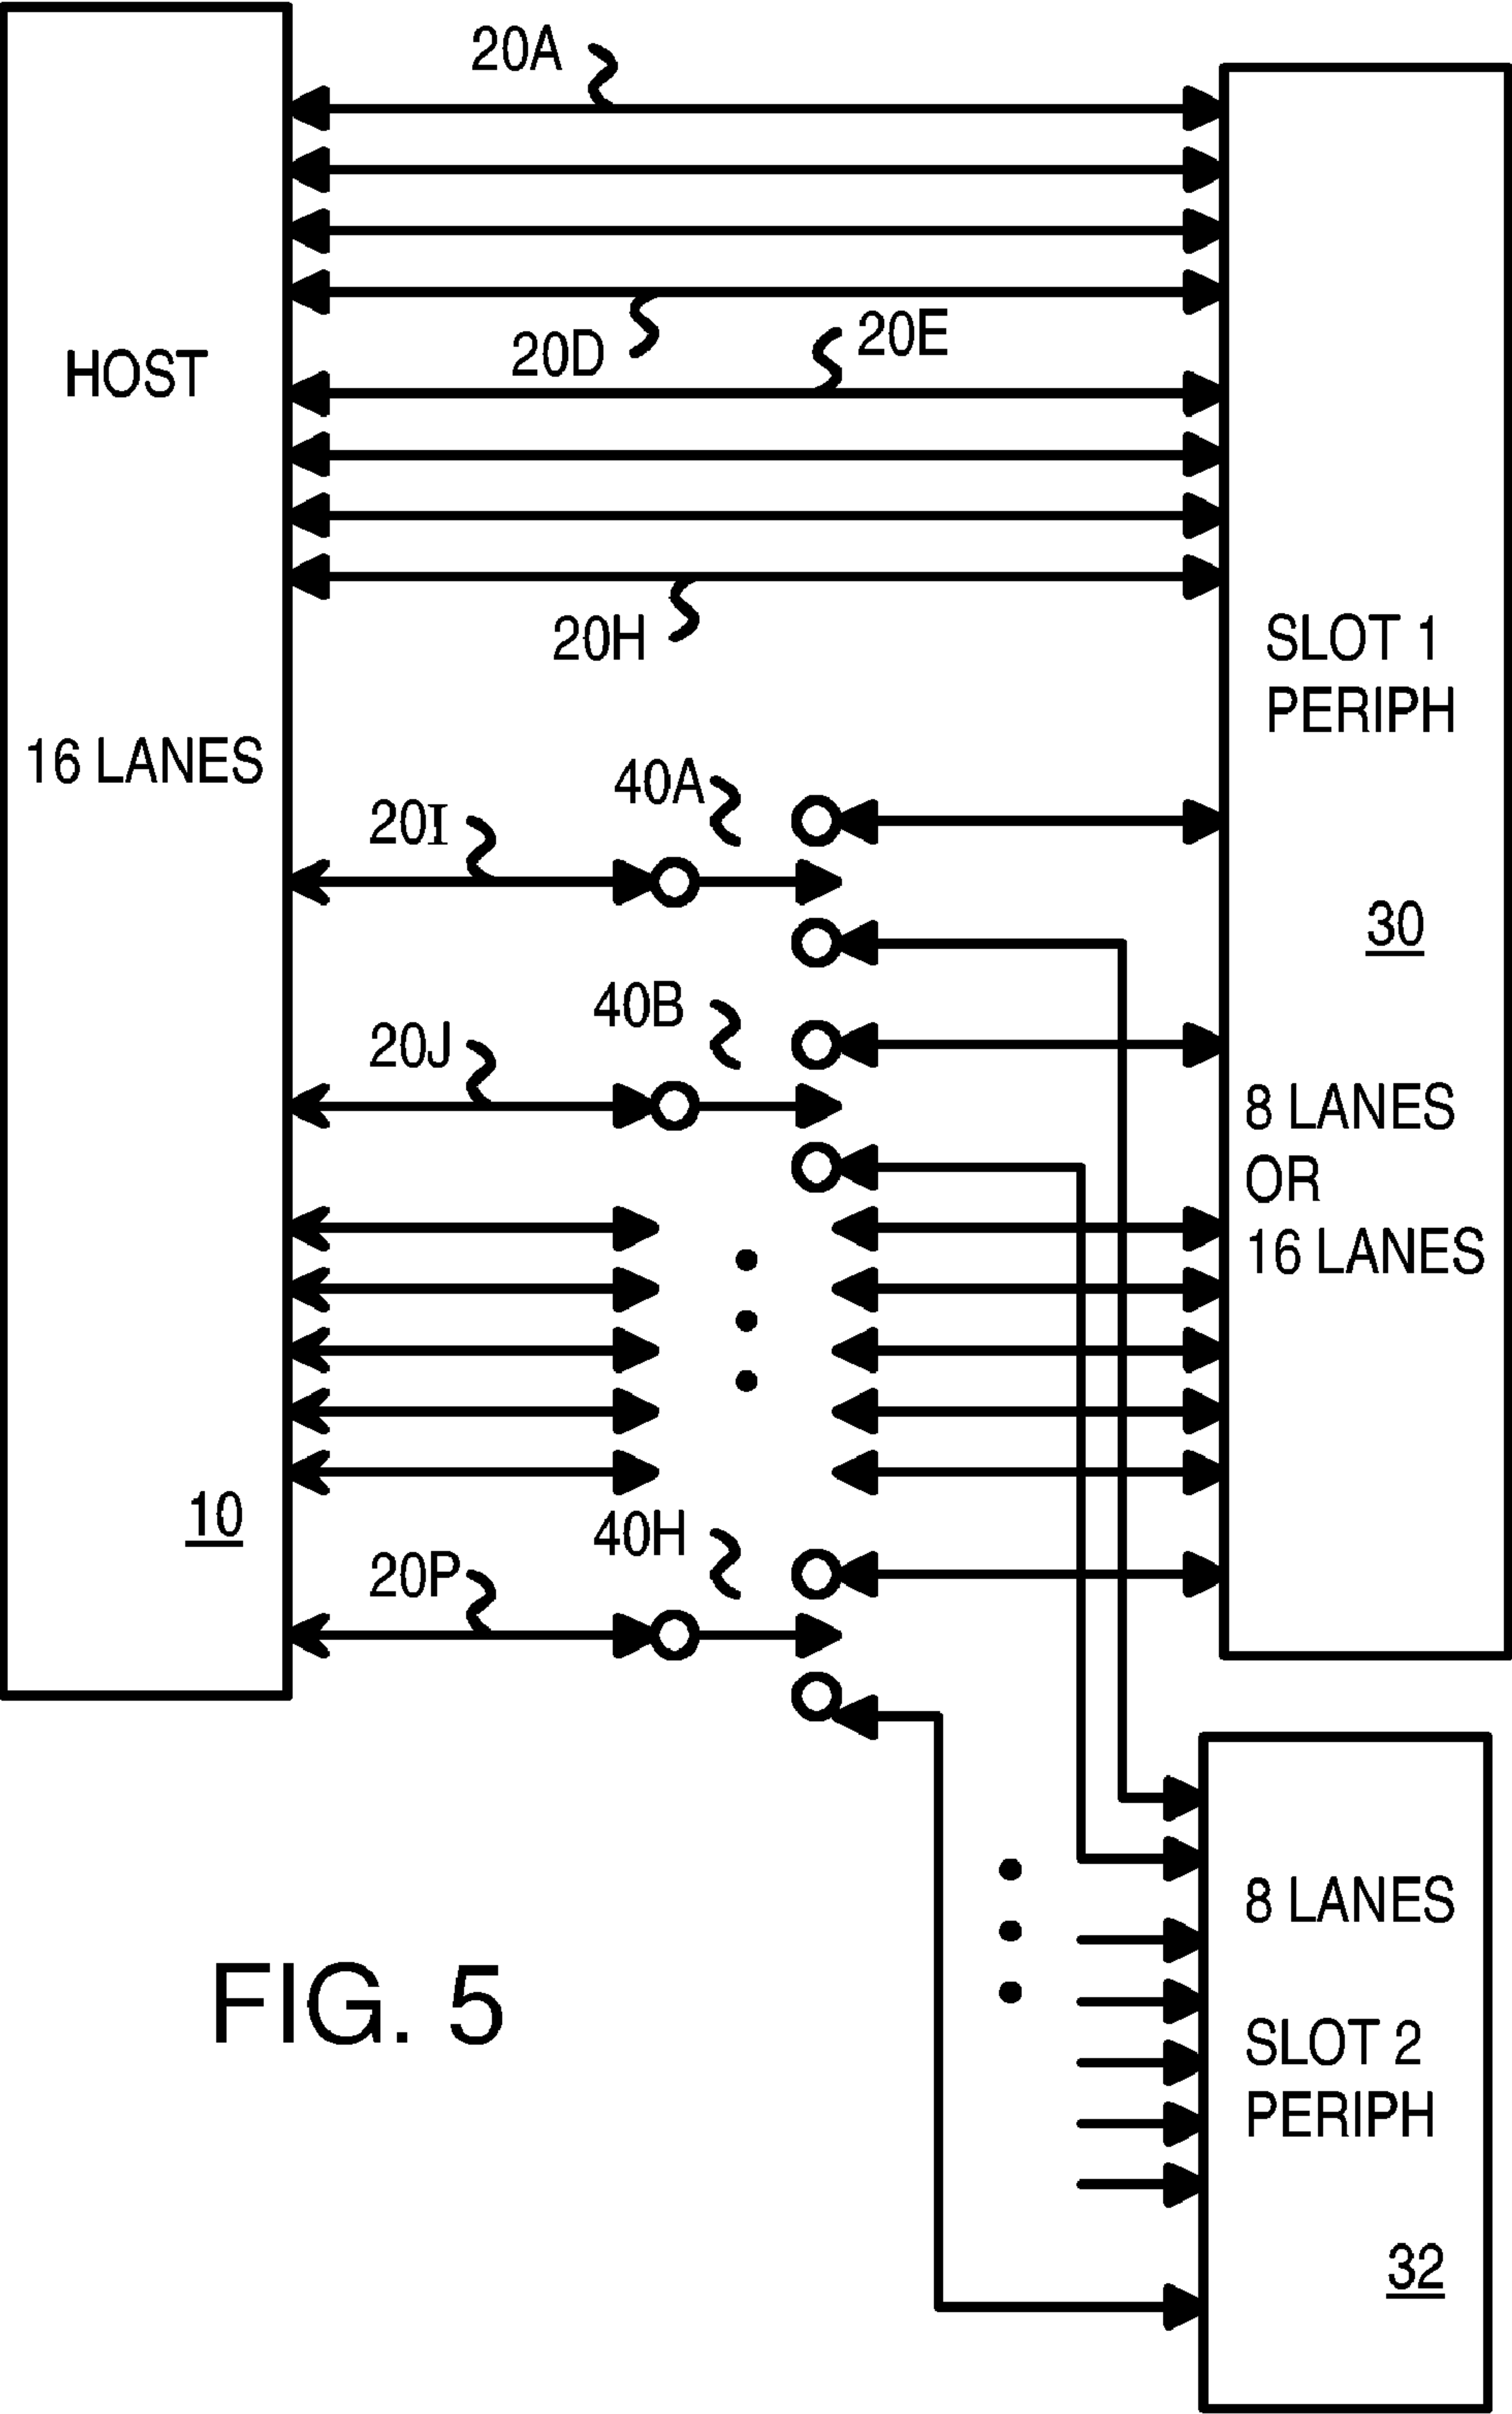 20A
20D
20E
HOST
20H
SLOT 1
PERIPH
16 LANES
40A
20I
30
40B
20J
8 LANES
OR
16 LANES
10
40H
20P
8 LANES
FIG. 5
SLOT 2
PERIPH
32